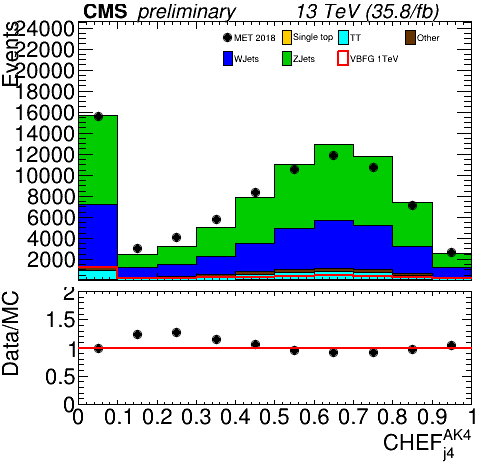 CMS preliminary 13 TeV (35.8/fb)
Events
24000
22000
20000
18000
16000
14000
12000
10000
8000
6000
4000
2000
MET 2018 Single top TT Other
WJets ZJets VBFG 1TeV
Data/MC
2
1.5
1
0.5
0
0 0.1 0.2 0.3 0.4 0.5 0.6 0.7 0.8 0.9 1
CHEF^{AK4}_{j4}